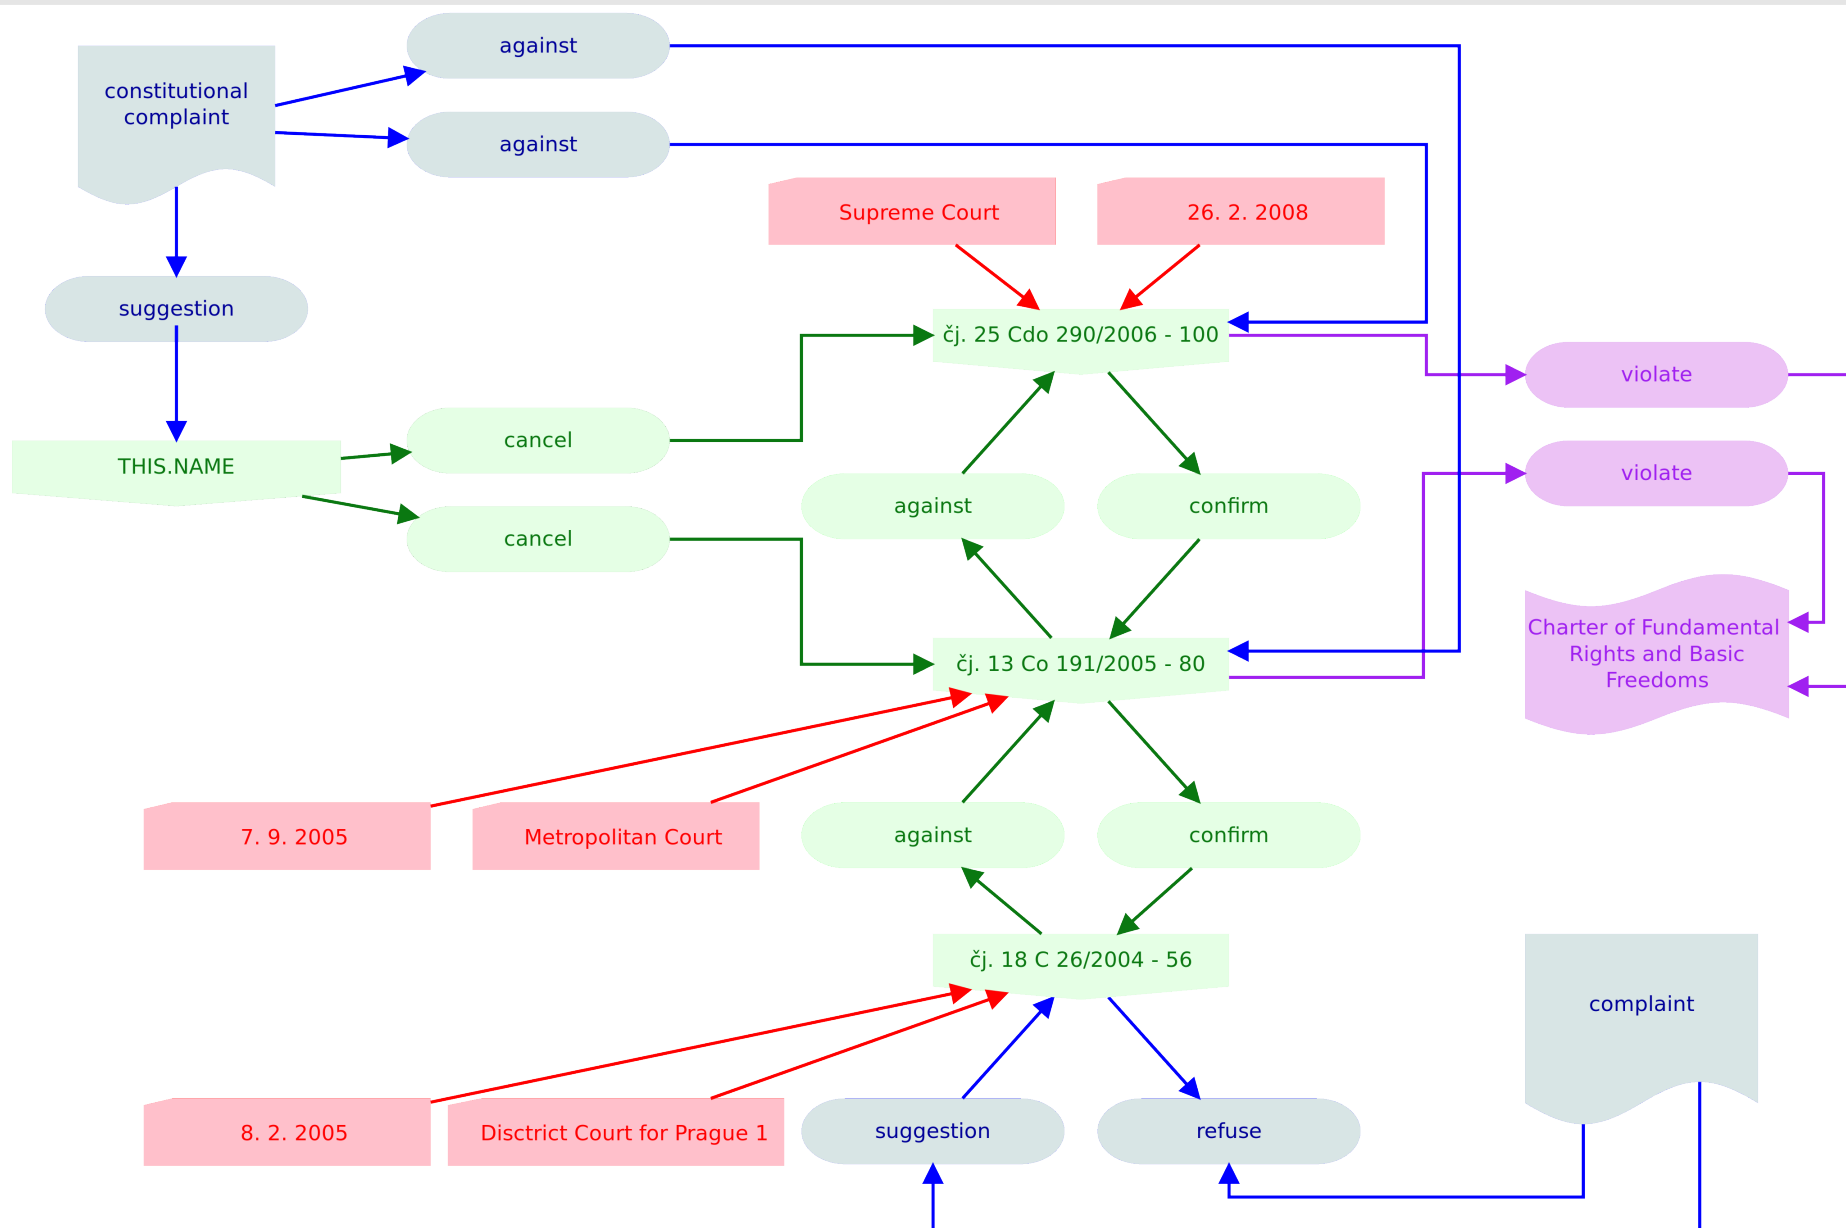 against
constitutional
complaint
against
Supreme Court
26. 2. 2008
suggestion
čj. 25 Cdo 290/2006 - 100
violate
cancel
THIS.NAME
violate
against
confirm
cancel
Charter of Fundamental
Rights and Basic
Freedoms
čj. 13 Co 191/2005 - 80
7. 9. 2005
Metropolitan Court
against
confirm
čj. 18 C 26/2004 - 56
complaint
8. 2. 2005
Disctrict Court for Prague 1
suggestion
refuse